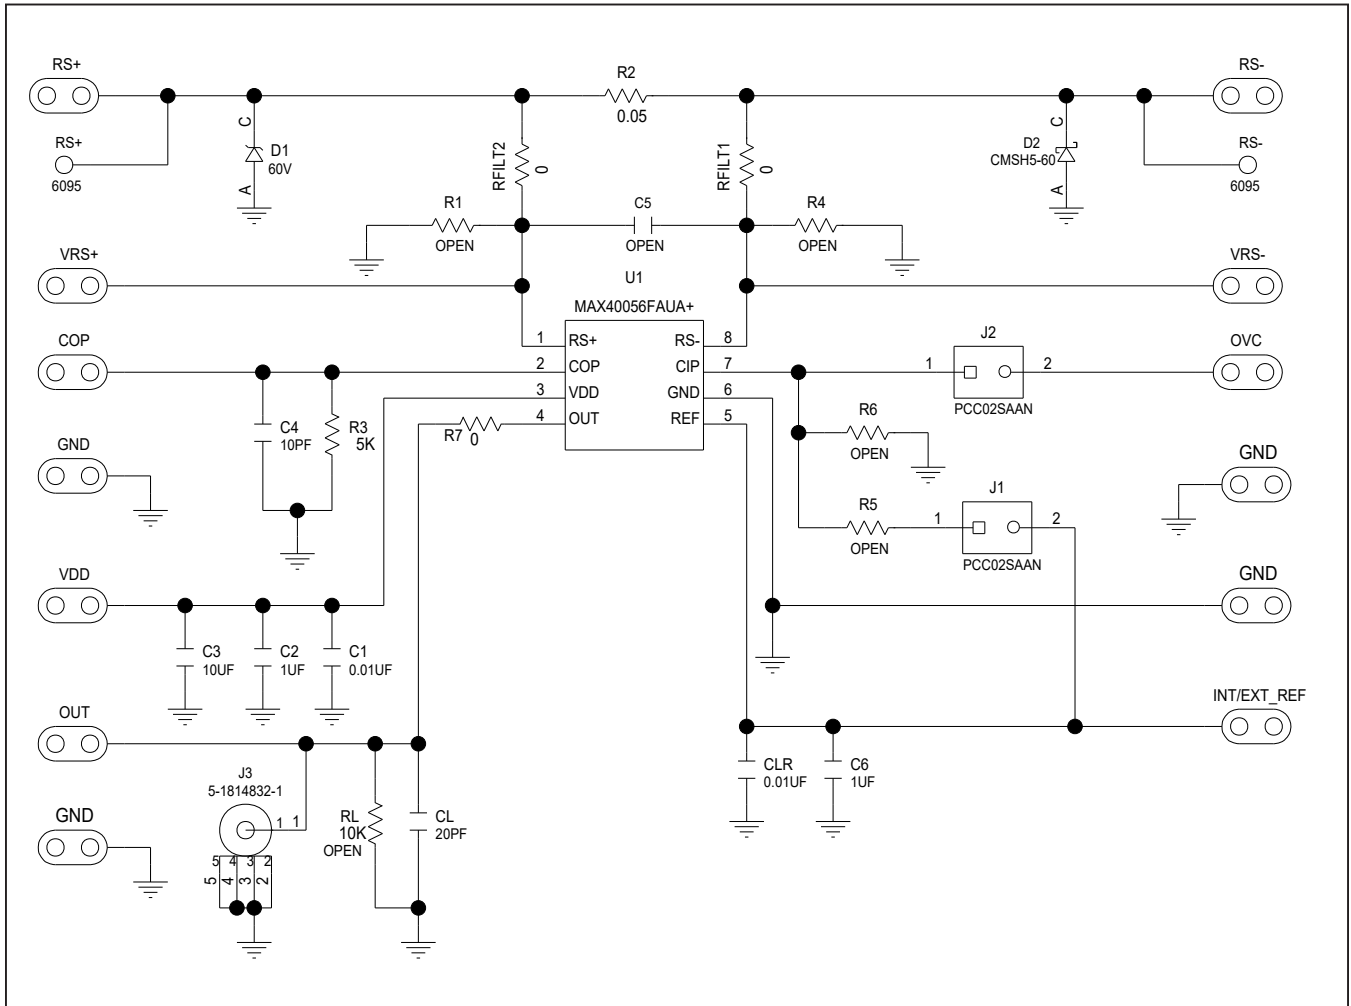 RS+
R2
0.05
RS-
RS+
6095
C
D1
60V
A
RFILT2
0
RFILT1
0
C
D2
CMSH5-60
A
RS-
6095
R1
OPEN
C5
OPEN
R4
OPEN
VRS+
U1
VRS-
MAX40056FAUA+
1 RS+ RS- 8
COP
2 COP CIP 7
3 VDD GND 6
4 OUT REF 5
J2
1 2
PCC02SAAN
OVC
C4
10PF
R3
5K
R7 0
R6
OPEN
GND
GND
R5
OPEN
J1
1 2
PCC02SAAN
VDD
GND
C3
10UF
C2
1UF
C1
0.01UF
OUT
INT/EXT_REF
J3
5-1814832-1
1 1
5 4 3 2
5 4 3 2
RL
10K
OPEN
CL
20PF
CLR
0.01UF
C6
1UF
GND